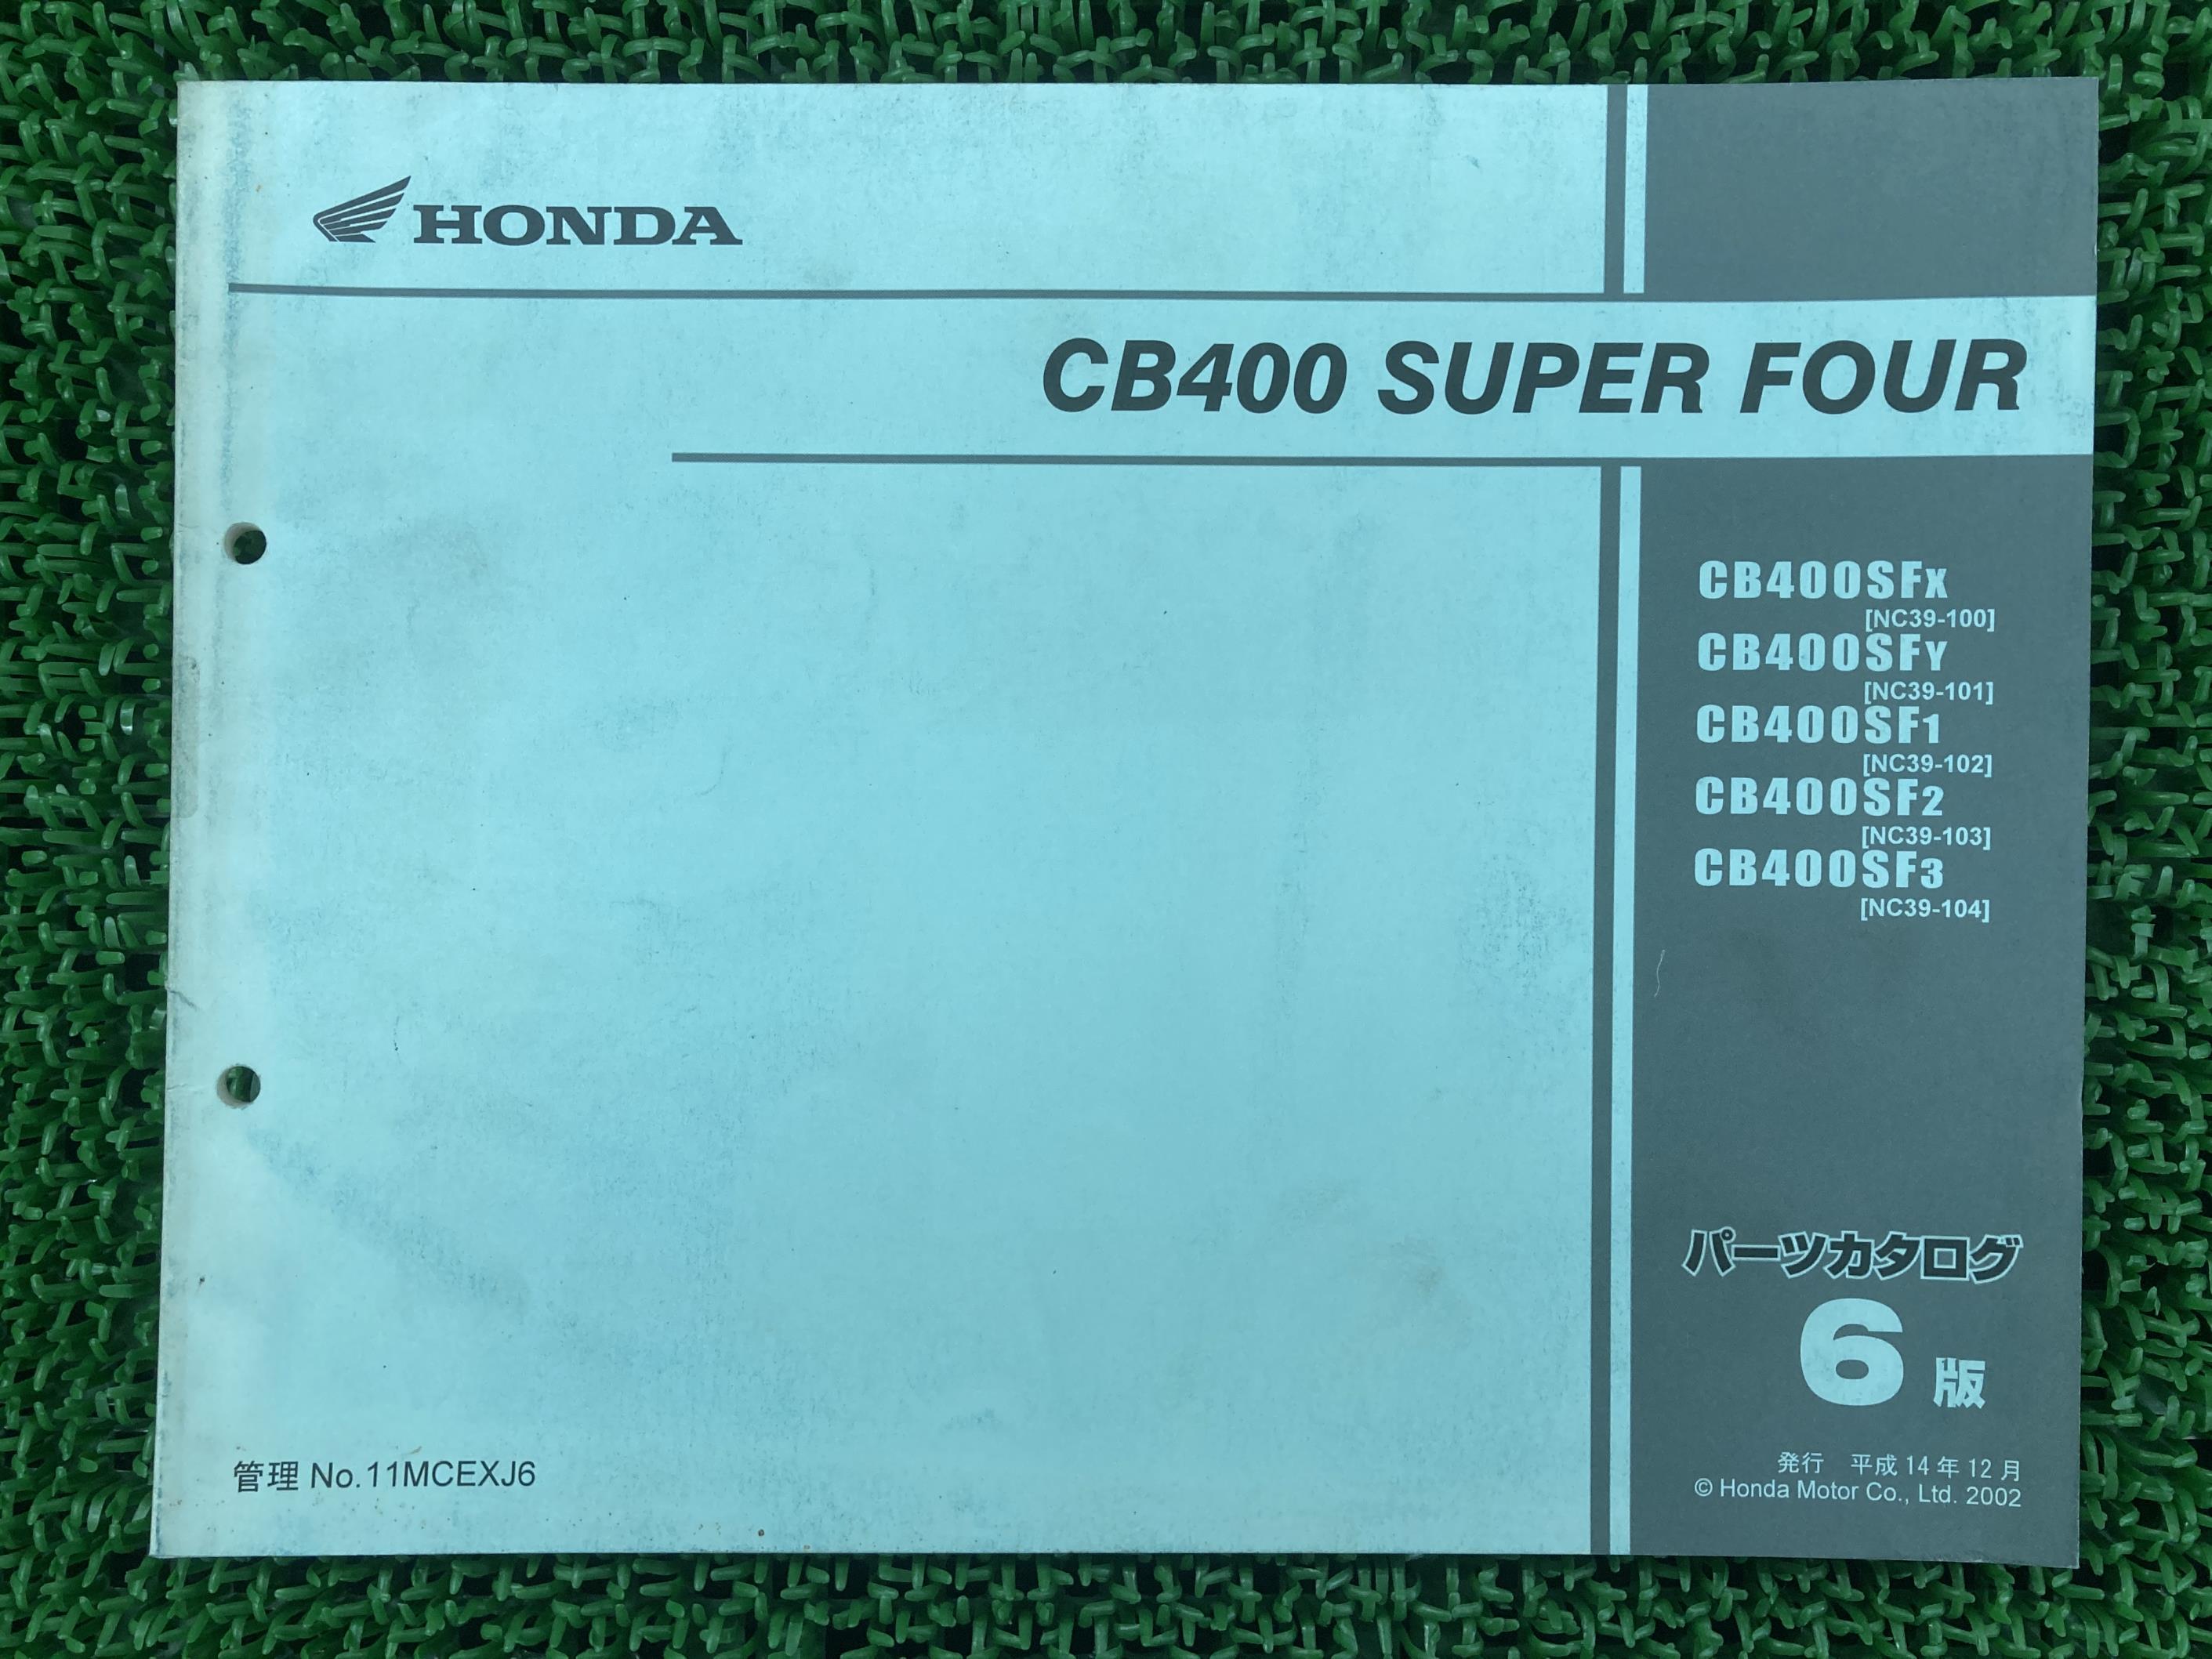 HONDA
CB400 SUPER FOUR
CB400SFX
[NC39-100]
CB400SFY
[NC39-101]
CB400SF1
[NC39-102]
CB400SF2
[NC39-103]
CB400SF3
[NC39-104]
パーツカタログ
6版
管理 No.11MCEXJ6
発行 平成14年12月
© Honda Motor Co., Ltd. 2002